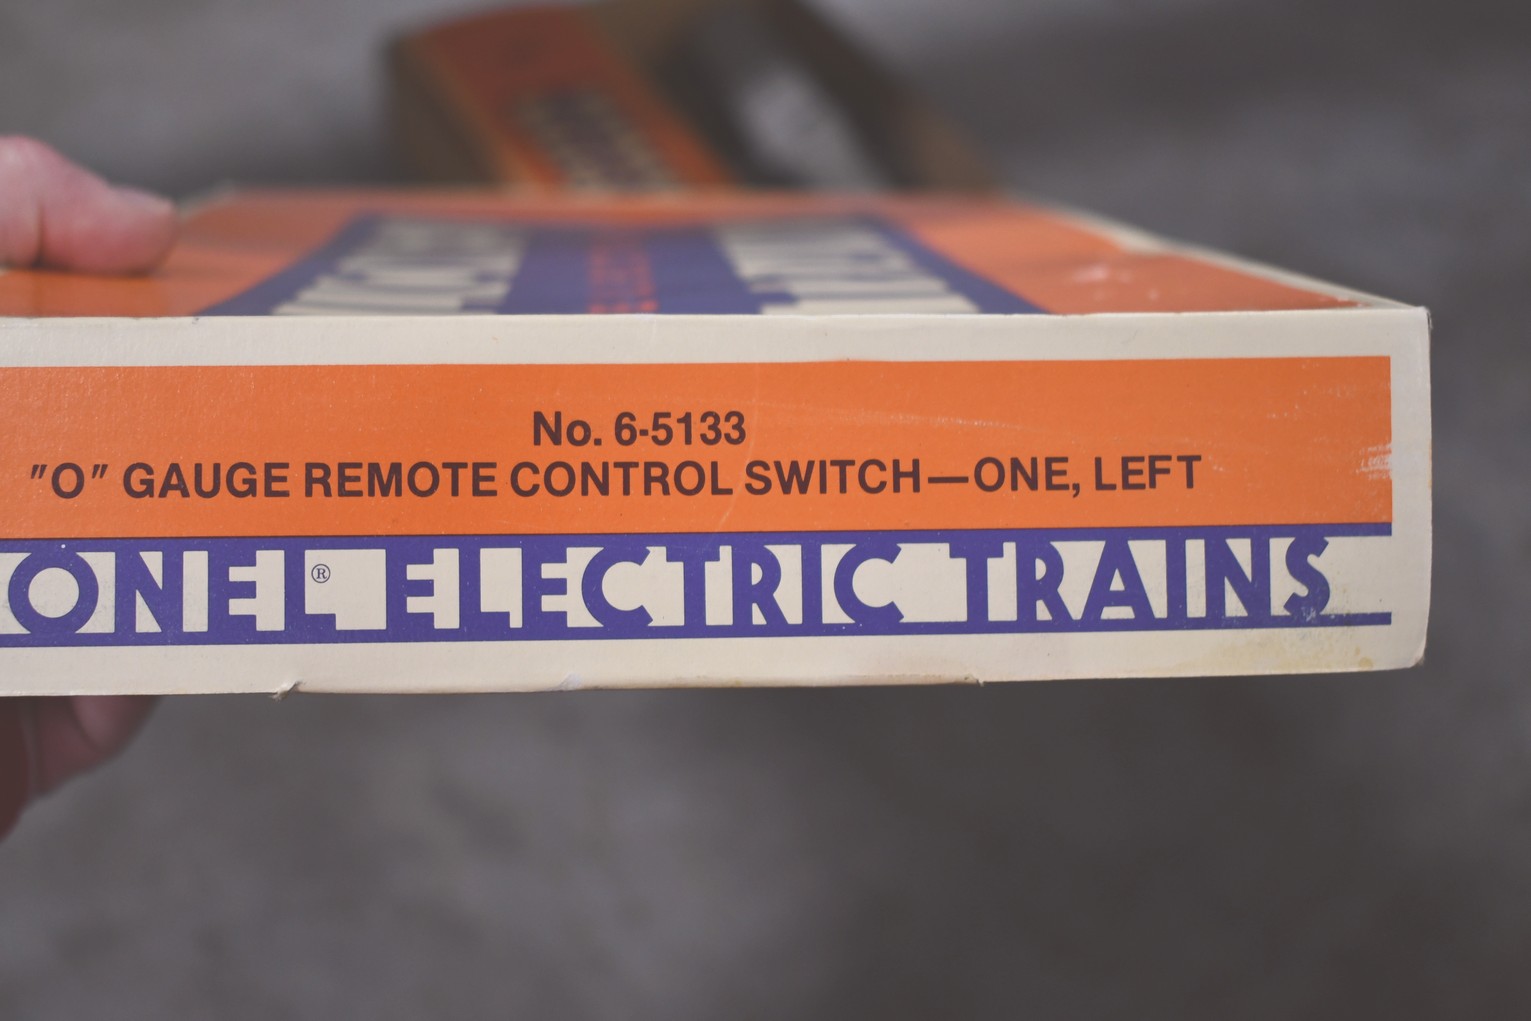 No. 6-5133
"O" GAUGE REMOTE CONTROL SWITCH—ONE, LEFT
ONEL® ELECTRIC TRAINS